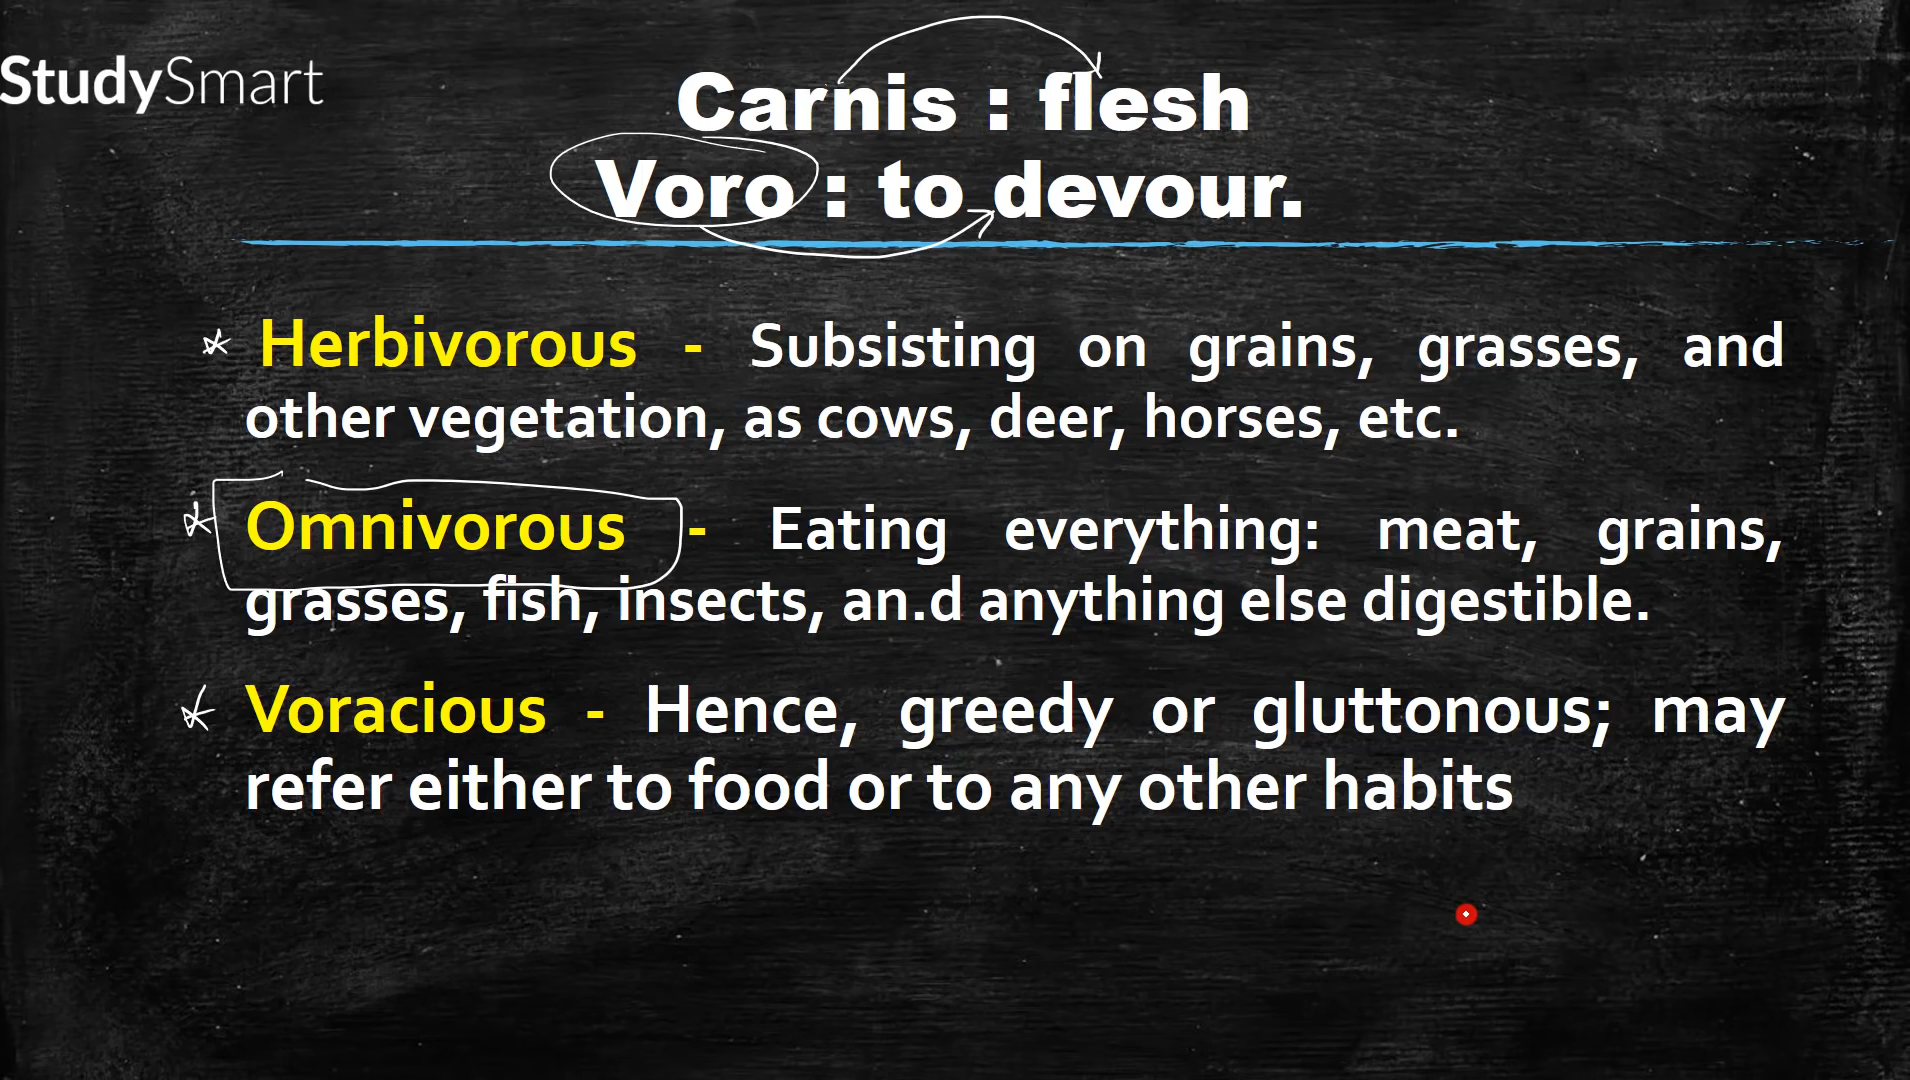 StudySmart
Carnis : flesh
Voro : to devour.
Herbivorous - Subsisting on grains, grasses, and
other vegetation, as cows, deer, horses, etc.
Omnivorous - Eating everything: meat, grains,
grasses, fish, insects, an.d anything else digestible.
Voracious - Hence, greedy or gluttonous; may
refer either to food or to any other habits